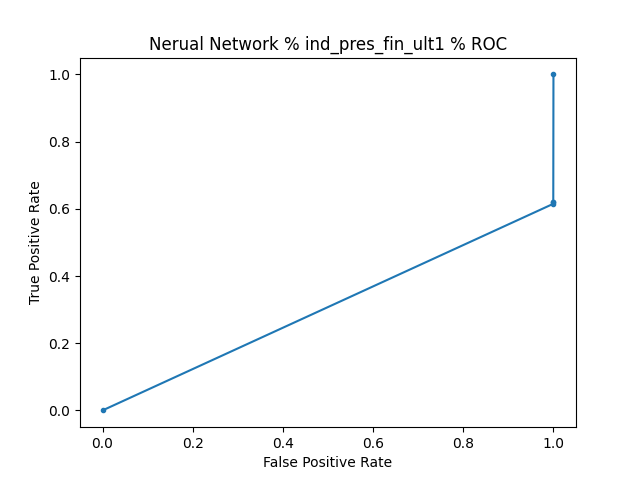 Nerual Network % ind_pres_fin_ult1 % ROC
1.0
0.8
0.6
0.4
0.2
0.0
True Positive Rate
0.0 0.2 0.4 0.6 0.8 1.0
False Positive Rate